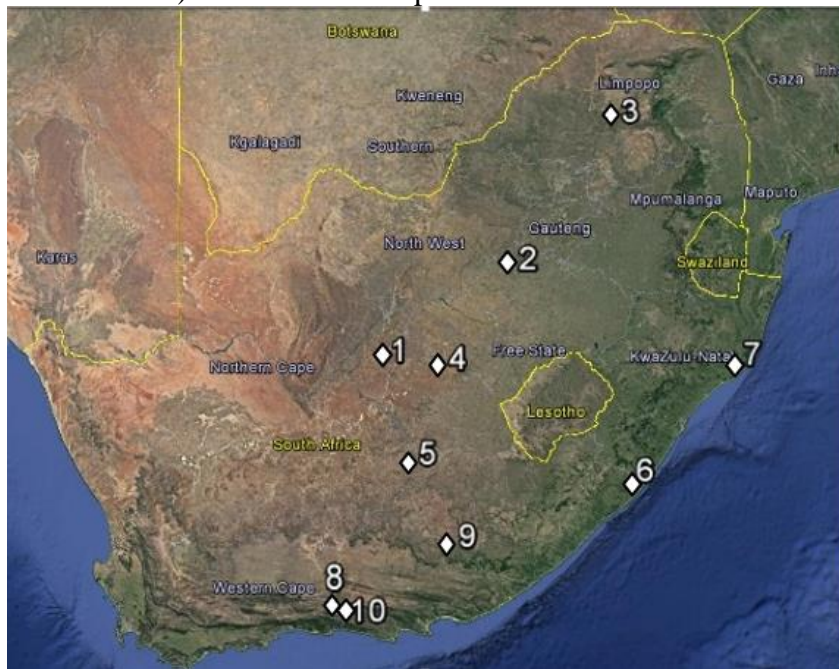 Botswana
Limpopo
Gaza
3
Kweneng
Kgalagadi
Southern
Mpumalanga
Maputo
Gauteng
North West
Karas
2
Swaziland
1
Free State
KwaZulu-Natal
7
Northern Cape
4
Lesotho
South Africa
5
6
9
8
Western Cape
10